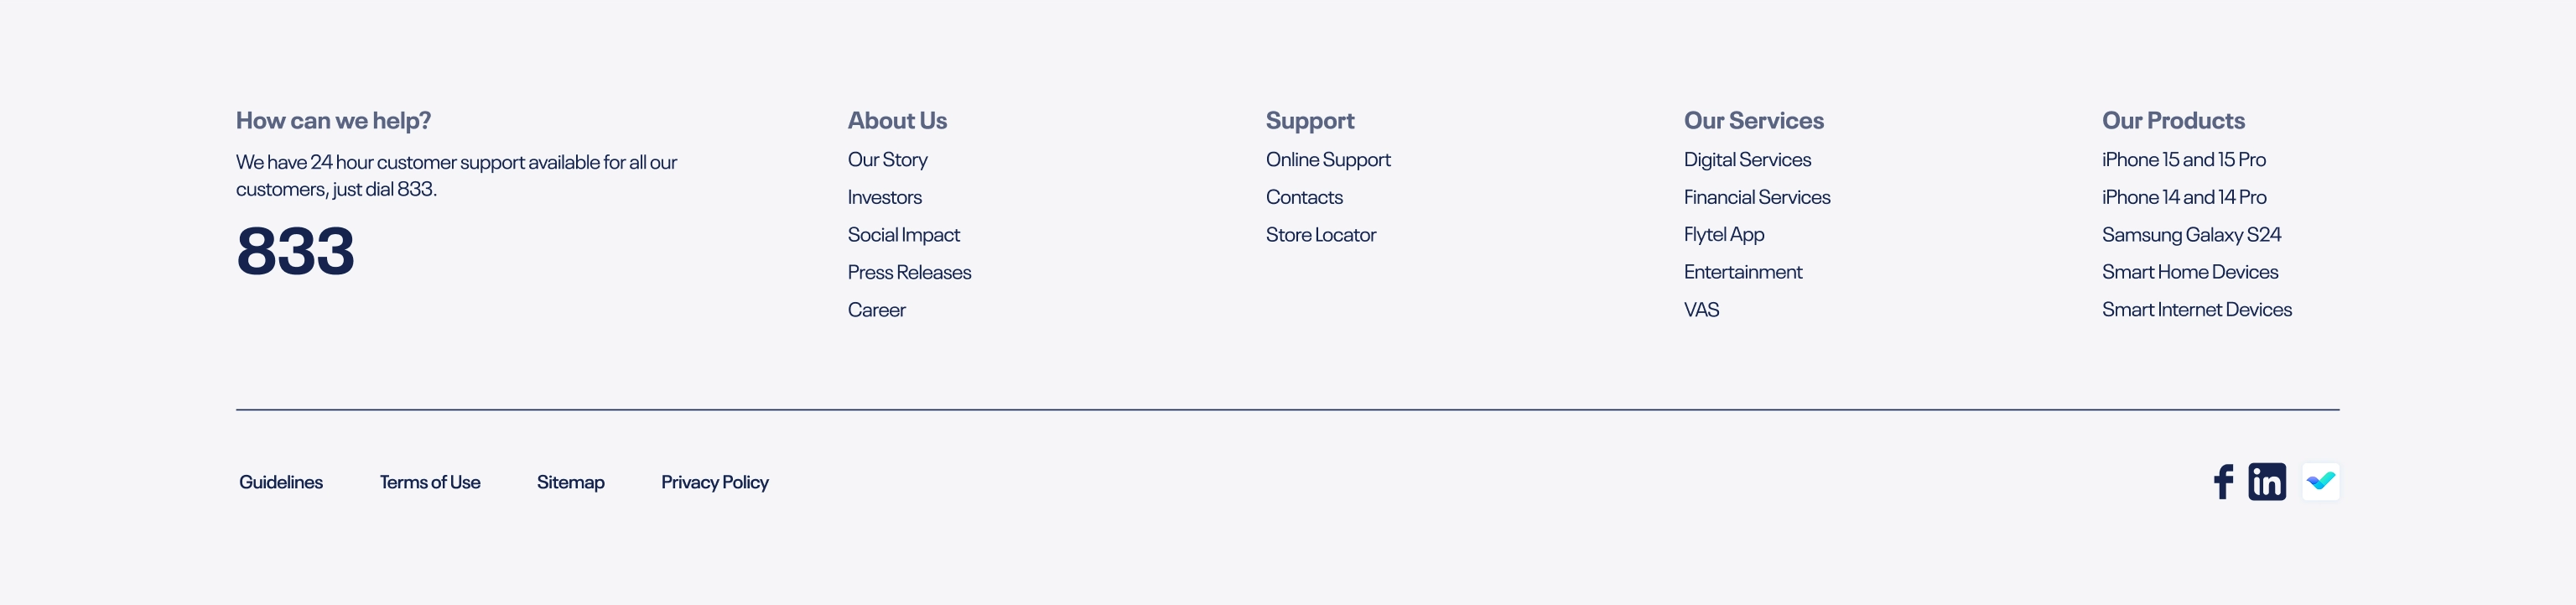 How can we help?
We have 24 hour customer support available for all our
customers, just dial 833.
833
About Us
Our Story
Investors
Social Impact
Press Releases
Career
Support
Online Support
Contacts
Store Locator
Our Services
Digital Services
Financial Services
Flytel App
Entertainment
VAS
Our Products
iPhone 15 and 15 Pro
iPhone 14 and 14 Pro
Samsung Galaxy S24
Smart Home Devices
Smart Internet Devices
Guidelines
Terms of Use
Sitemap
Privacy Policy
f
in